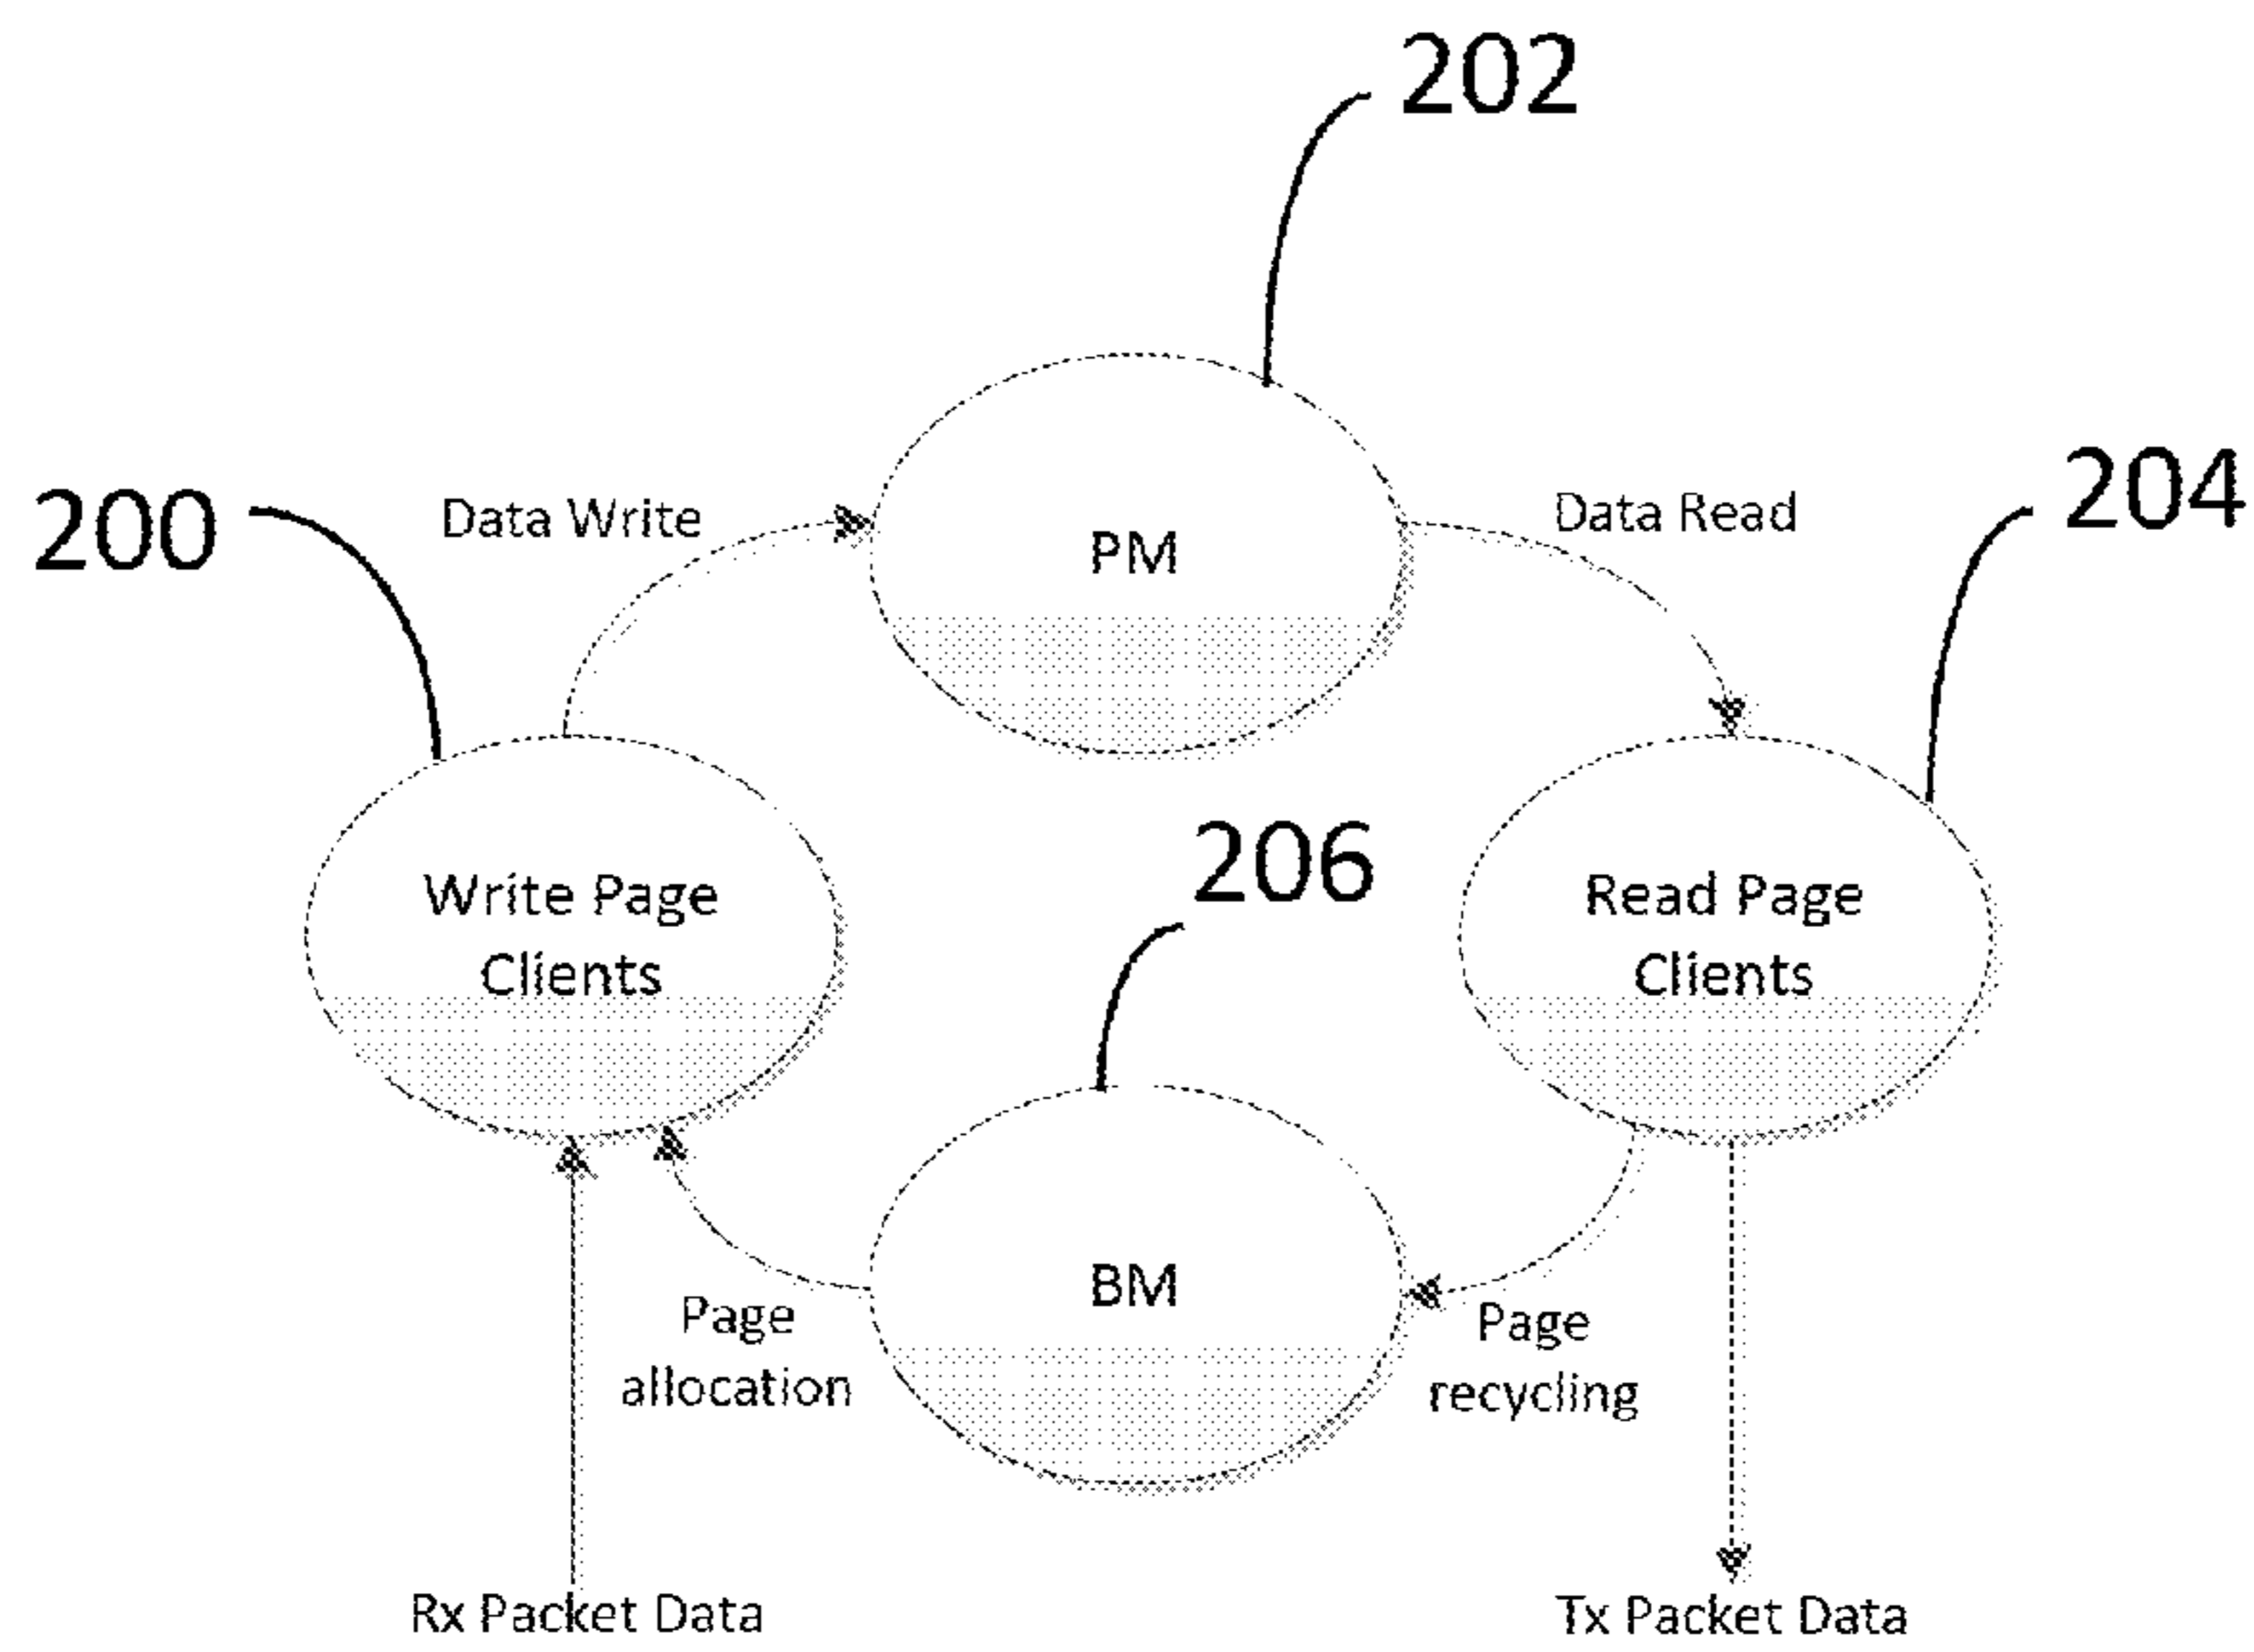 202
204
200
Data Write
Data Read
PM
206
Write Page
Clients
Read Page
Clients
BM
Page
allocation
Page
recycling
Rx Packet Data
Tx Packet Data